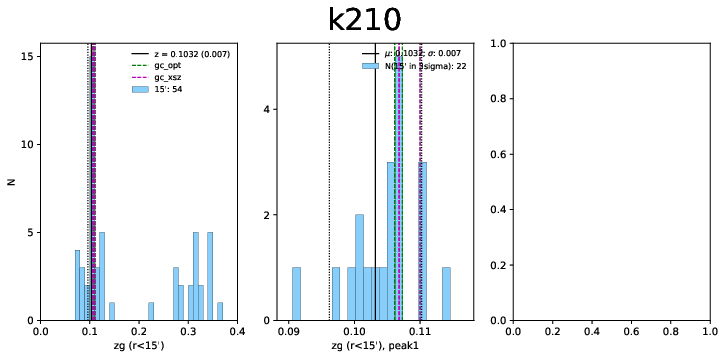 k210
z = 0.1032 (0.007)
gc_opt
gc_xsz
15': 54
N
15
10
5
0
0.0 0.1 0.2 0.3 0.4
zg (r<15')
μ: 0.1032; σ: 0.007
N(15' in 3sigma): 22
4
2
0
0.09 0.10 0.11
zg (r<15'), peak1
1.0
0.8
0.6
0.4
0.2
0.0
0.0 0.2 0.4 0.6 0.8 1.0